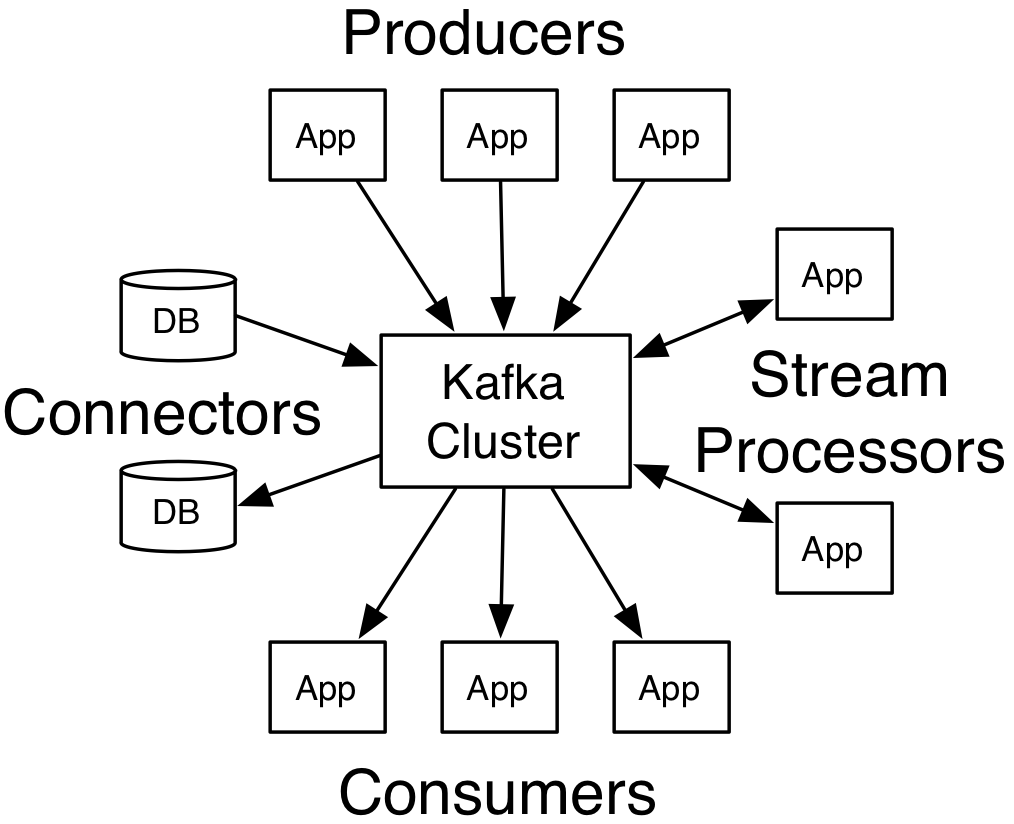 Producers
App
App
App
App
DB
Kafka
Cluster
Stream
Processors
Connectors
DB
App
App
App
App
Consumers